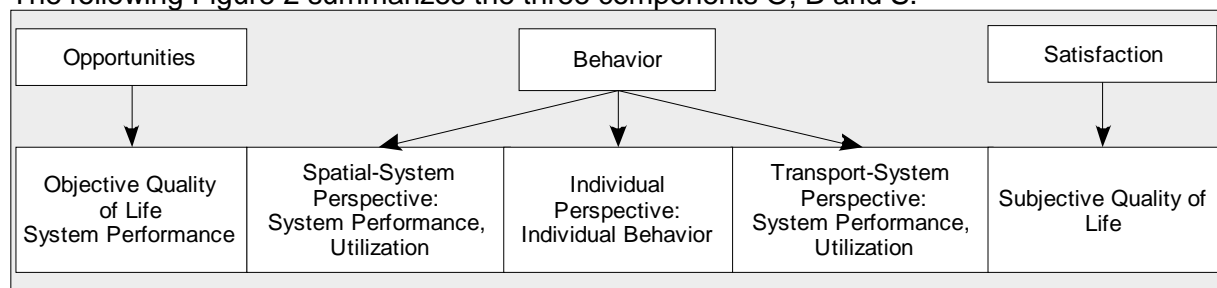 The following Figure 2 summarizes the three components and
Opportunities
Behavior
Satisfaction
Objective Quality
of Life
System Performance
Spatial-System
Perspective:
System Performance,
Utilization
Individual
Perspective:
Individual Behavior
Transport-System
Perspective:
System Performance,
Utilization
Subjective Quality of
Life